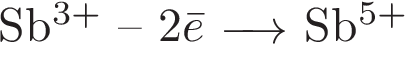 Sb³⁺ – 2ē ⟶ Sb⁵⁺